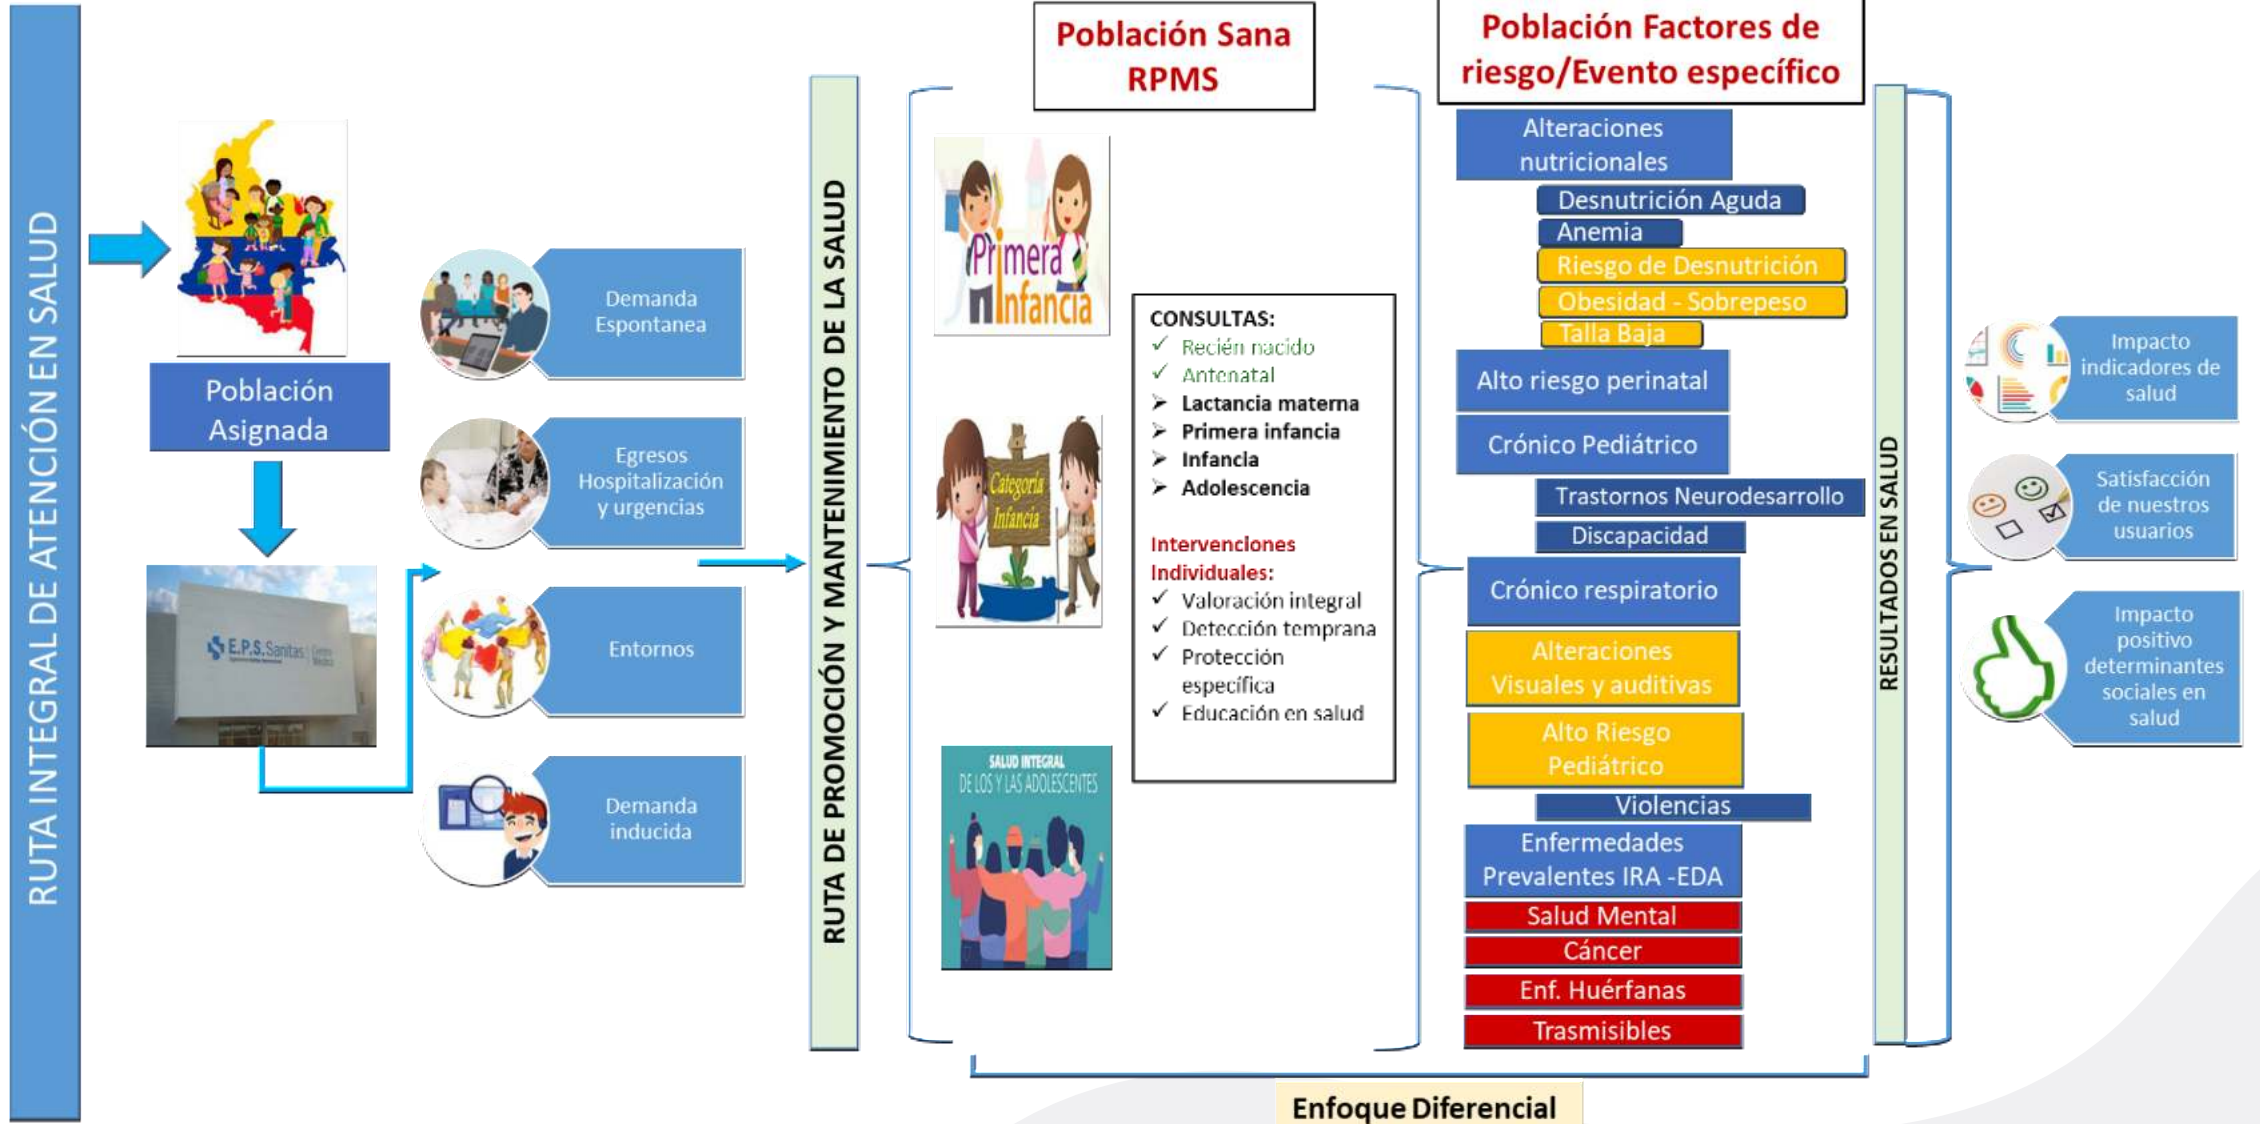 RUTA INTEGRAL DE ATENCIÓN EN SALUD
Población
Asignada
E.P.S. Sanitas
Centro
Médico
Demanda
Espontanea
Egresos
Hospitalización
y urgencias
Entornos
Demanda
inducida
RUTA DE PROMOCIÓN Y MANTENIMIENTO DE LA SALUD
Población Sana
RPMS
Primera
Infancia
Categoría
Infancia
SALUD INTEGRAL
DE LOS Y LAS ADOLESCENTES
CONSULTAS:
✓ Recién nacido
✓ Antenatal
➢ Lactancia materna
➢ Primera infancia
➢ Infancia
➢ Adolescencia
Intervenciones
Individuales:
✓ Valoración integral
✓ Detección temprana
✓ Protección
específica
✓ Educación en salud
Población Factores de
riesgo/Evento específico
Alteraciones
nutricionales
Desnutrición Aguda
Anemia
Riesgo de Desnutrición
Obesidad - Sobrepeso
Talla Baja
Alto riesgo perinatal
Crónico Pediátrico
Trastornos Neurodesarrollo
Discapacidad
Crónico respiratorio
Alteraciones
Visuales y auditivas
Alto Riesgo
Pediátrico
Violencias
Enfermedades
Prevalentes IRA -EDA
Salud Mental
Cáncer
Enf. Huérfanas
Trasmisibles
Enfoque Diferencial
RESULTADOS EN SALUD
Impacto
indicadores de
salud
Satisfacción
de nuestros
usuarios
Impacto
positivo
determinantes
sociales en
salud